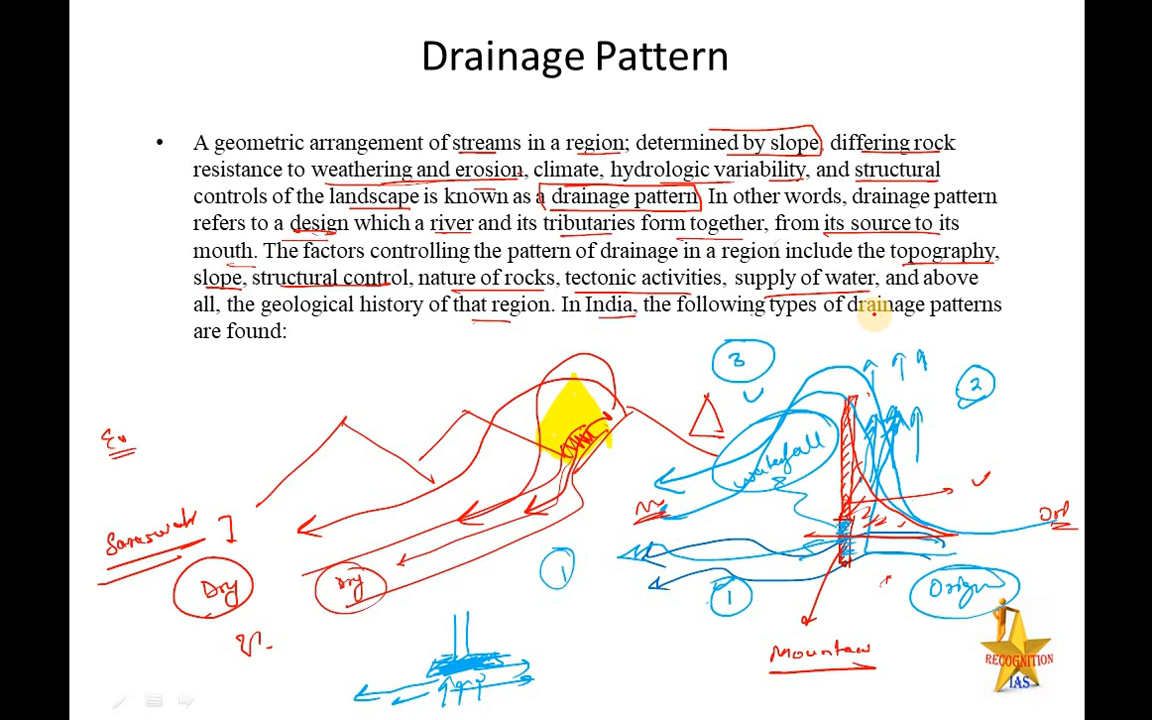 Drainage Pattern
• A geometric arrangement of streams in a region; determined by slope, differing rock
resistance to weathering and erosion, climate, hydrologic variability, and structural
controls of the landscape is known as a drainage pattern. In other words, drainage pattern
refers to a design which a river and its tributaries form together, from its source to its
mouth. The factors controlling the pattern of drainage in a region include the topography,
slope, structural control, nature of rocks, tectonic activities, supply of water, and above
all, the geological history of that region. In India, the following types of drainage patterns
are found:
3
2
Waterfall
Saraswati
Dry
Dry
1
1
Origin
Mountain
RECOGNITION
IAS